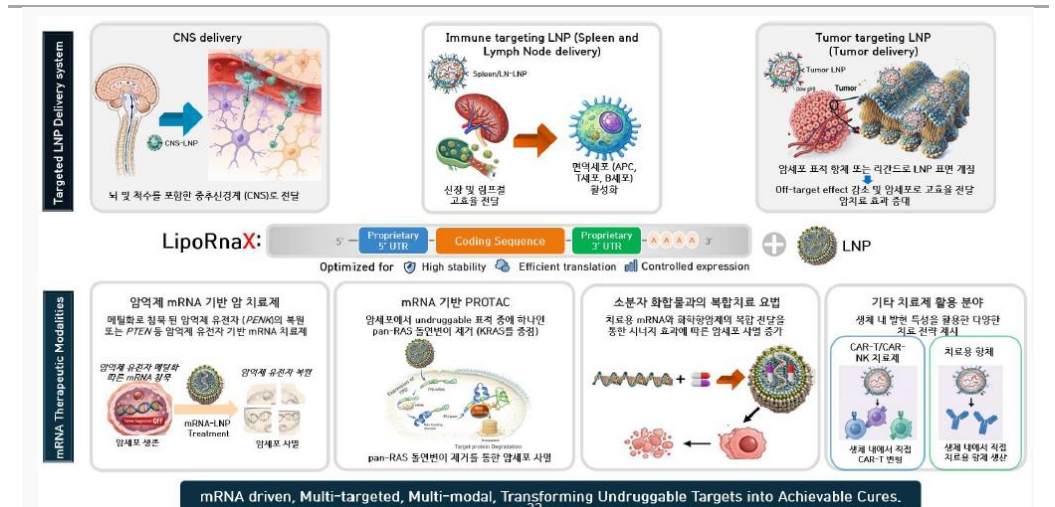 Targeted LNP Delivery system
CNS delivery
CNS-LNP
뇌 및 척수를 포함한 중추신경계 (CNS)로 전달
Immune targeting LNP (Spleen and
Lymph Node delivery)
Spleen/LN-LNP
신장 및 림프절
고효율 전달
면역세포 (APC,
T세포, B세포)
활성화
Tumor targeting LNP
(Tumor delivery)
Tumor LNP
(low pH)
Tumor
암세포 표적 항체 또는 리간드로 LNP 표면 개질
Off-target effect 감소 및 암세포로 고효율 전달
암치료 효과 증대
LipoRnaX:
5′
Proprietary
5′ UTR
Coding Sequence
Proprietary
3′ UTR
A A A A
3′
LNP
Optimized for High stability Efficient translation Controlled expression
mRNA Therapeutic Modalities
암억제 mRNA 기반 암 치료제
메틸화로 침묵 된 암억제 유전자 (PENK)의 복원
또는 PTEN 등 암억제 유전자 기반 mRNA 치료제
암억제 유전자 메틸화
따른 mRNA 침묵
OFF
암세포 생존
mRNA-LNP
Treatment
암억제 유전자 복원
암세포 사멸
mRNA 기반 PROTAC
암세포에서 undruggable 표적 중에 하나인
pan-RAS 돌연변이 제거 (KRAS를 중점)
Target protein Degradation
pan-RAS 돌연변이 제거를 통한 암세포 사멸
소분자 화합물과의 복합치료 요법
치료용 mRNA와 화학항암제의 복합 전달을
통한 시너지 효과에 따른 암세포 사멸 증가
기타 치료제 활용 분야
생체 내 발현 특성을 활용한 다양한
치료 전략 제시
CAR-T/CAR-
NK 치료제
생체 내에서 직접
CAR-T 변형
치료용 항체
생체 내에서 직접
치료용 항체 생산
mRNA driven, Multi-targeted, Multi-modal, Transforming Undruggable Targets into Achievable Cures.